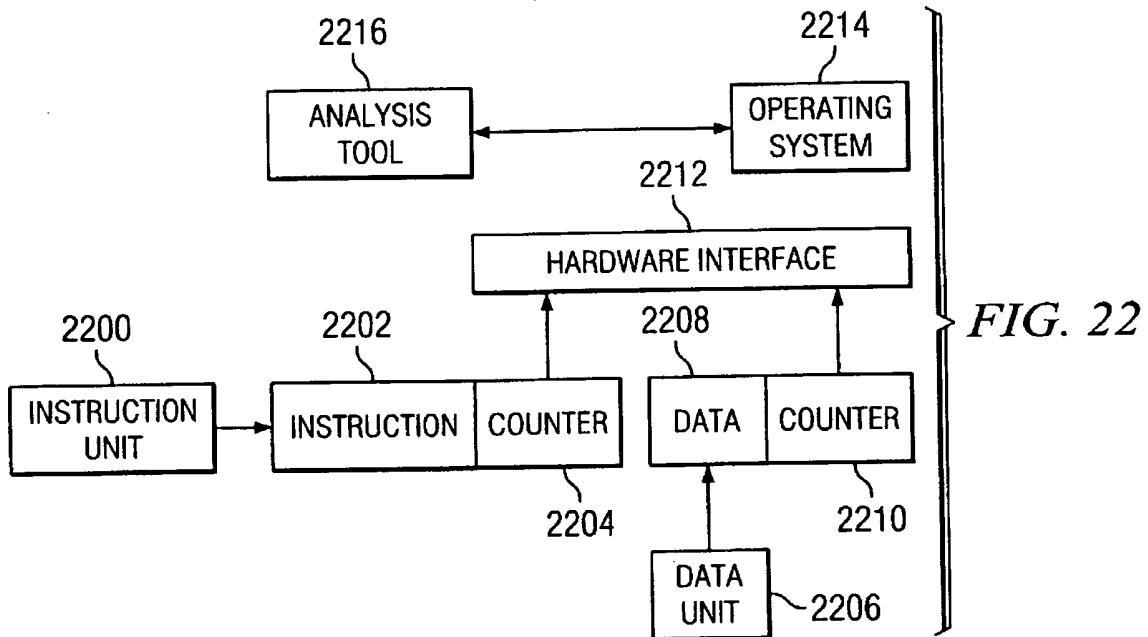 2216
2214
ANALYSIS
TOOL
OPERATING
SYSTEM
2212
HARDWARE INTERFACE
2200
2202
2208
FIG. 22
INSTRUCTION
UNIT
INSTRUCTION
COUNTER
DATA
COUNTER
2204
2210
DATA
UNIT
2206